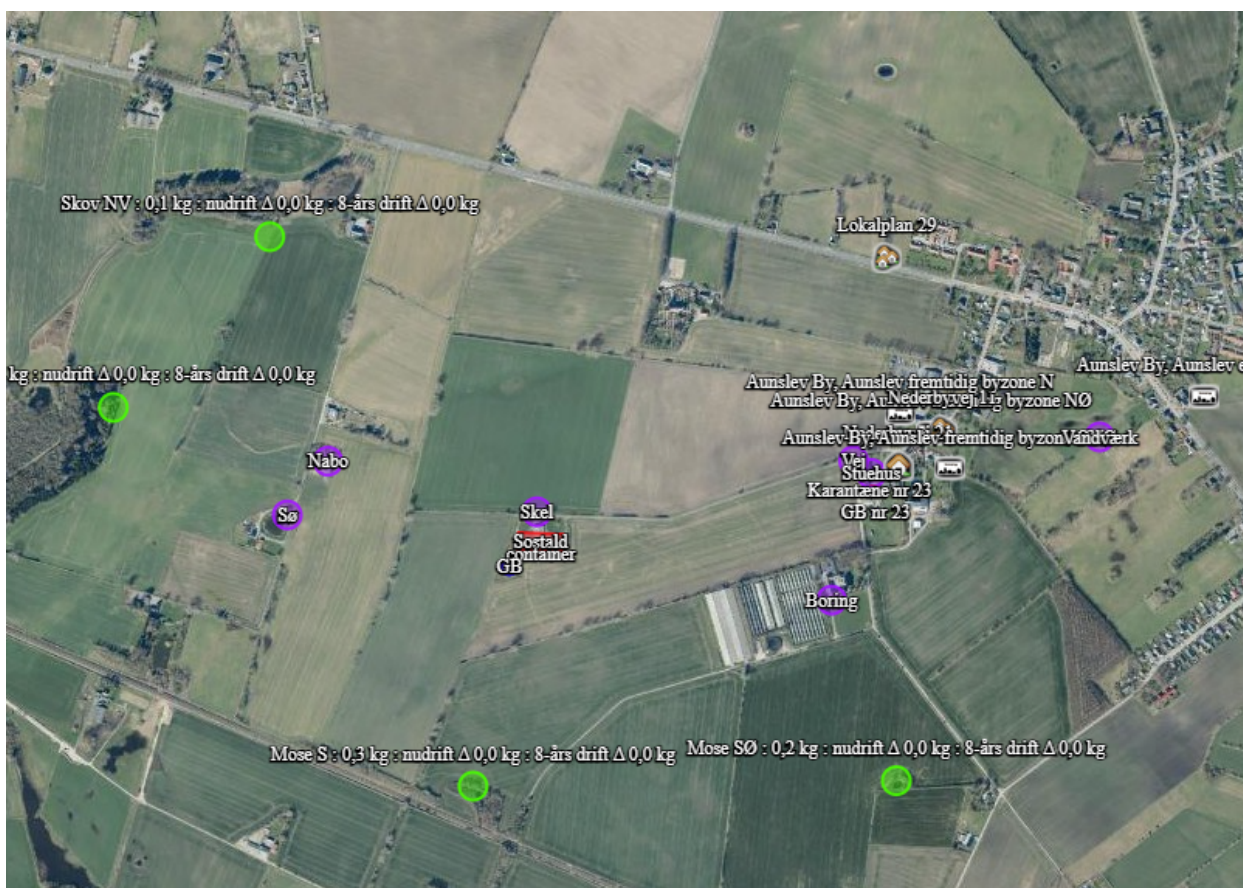 Skov NV : 0,1 kg : nudrift Δ 0,0 kg : 8-års drift Δ 0,0 kg
Lokalplan 29
kg : nudrift Δ 0,0 kg : 8-års drift Δ 0,0 kg
Aunslev By, Aunslev
Aunslev By, Aunslev fremtidig byzone N
Nederbyvej 11
Aunslev By, byzone NØ
Aunslev By, Aunslev fremtidig
Vandværk
Nabo
Vej
Stuehus
Karantæne nr 23
Sø
Skel
GB nr 23
Sostald
container
GB
Boring
Mose S : 0,3 kg : nudrift Δ 0,0 kg : 8-års drift Δ 0,0 kg
Mose SØ : 0,2 kg : nudrift Δ 0,0 kg : 8-års drift Δ 0,0 kg